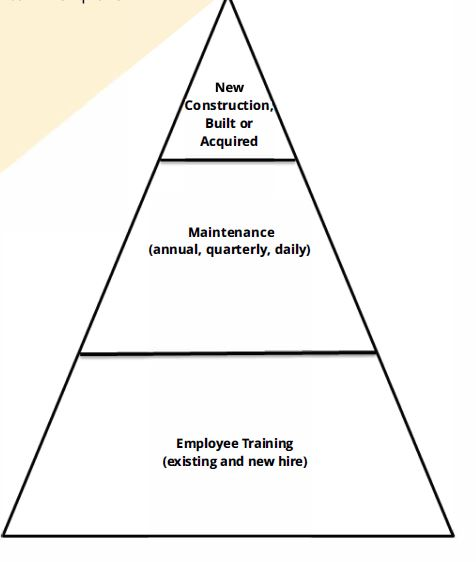 New
Construction,
Built or
Acquired
Maintenance
(annual, quarterly, daily)
Employee Training
(existing and new hire)